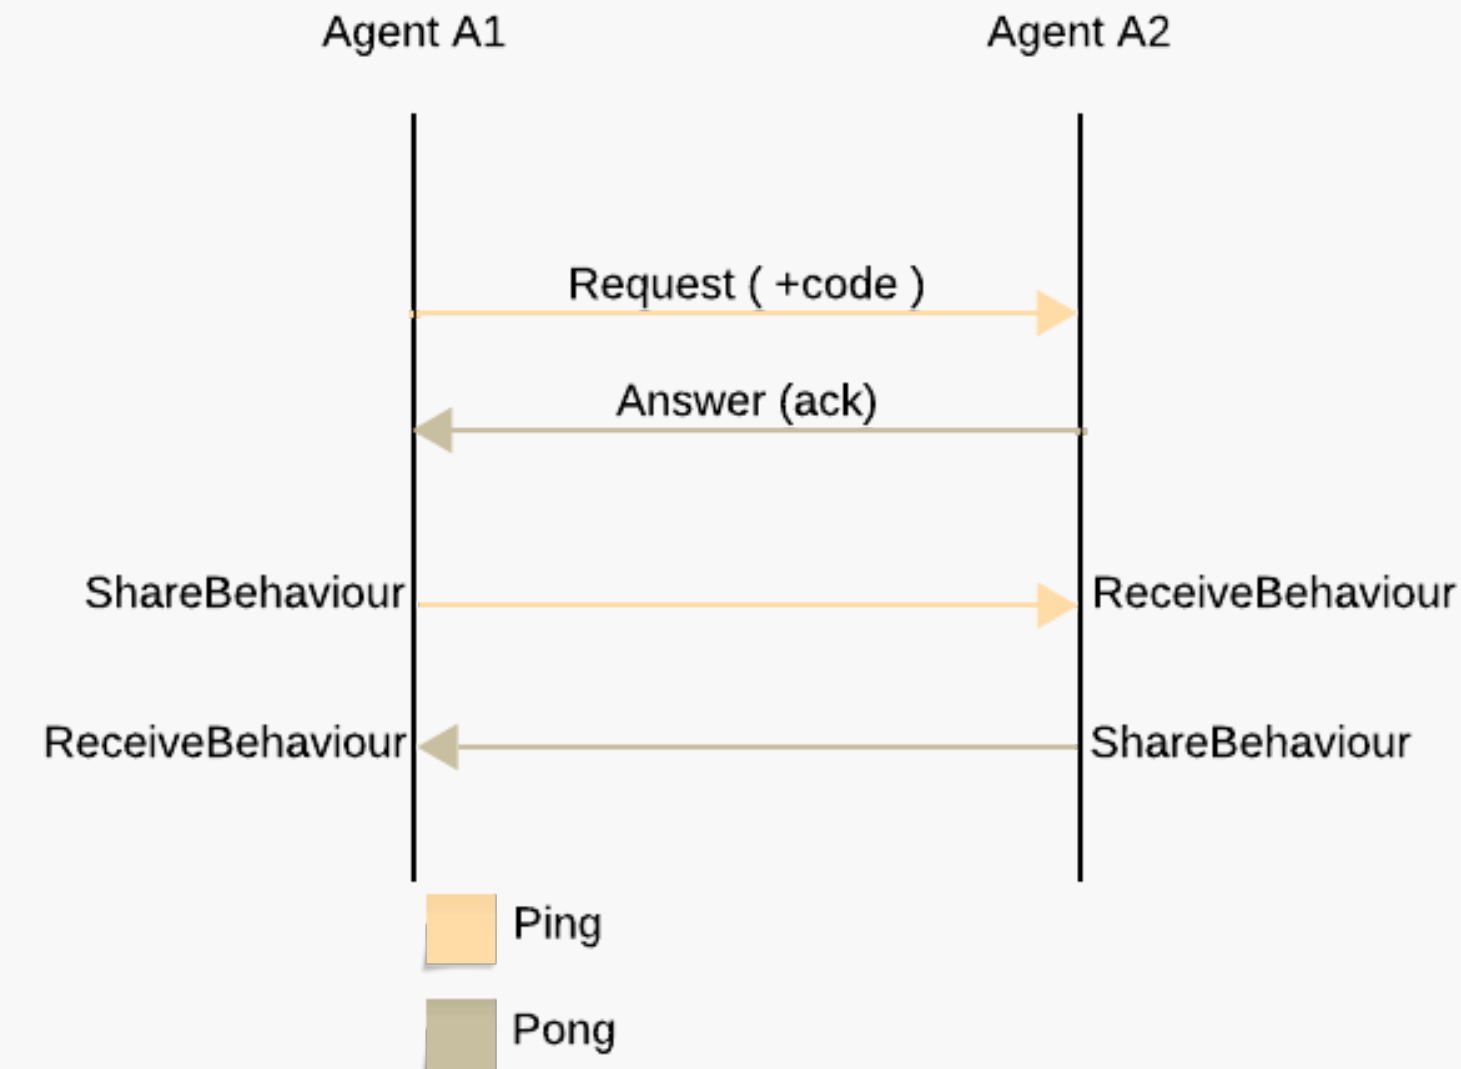 Agent A1 Agent A2
Request ( +code )
Answer (ack)
ShareBehaviour ReceiveBehaviour
ReceiveBehaviour ShareBehaviour
Ping
Pong